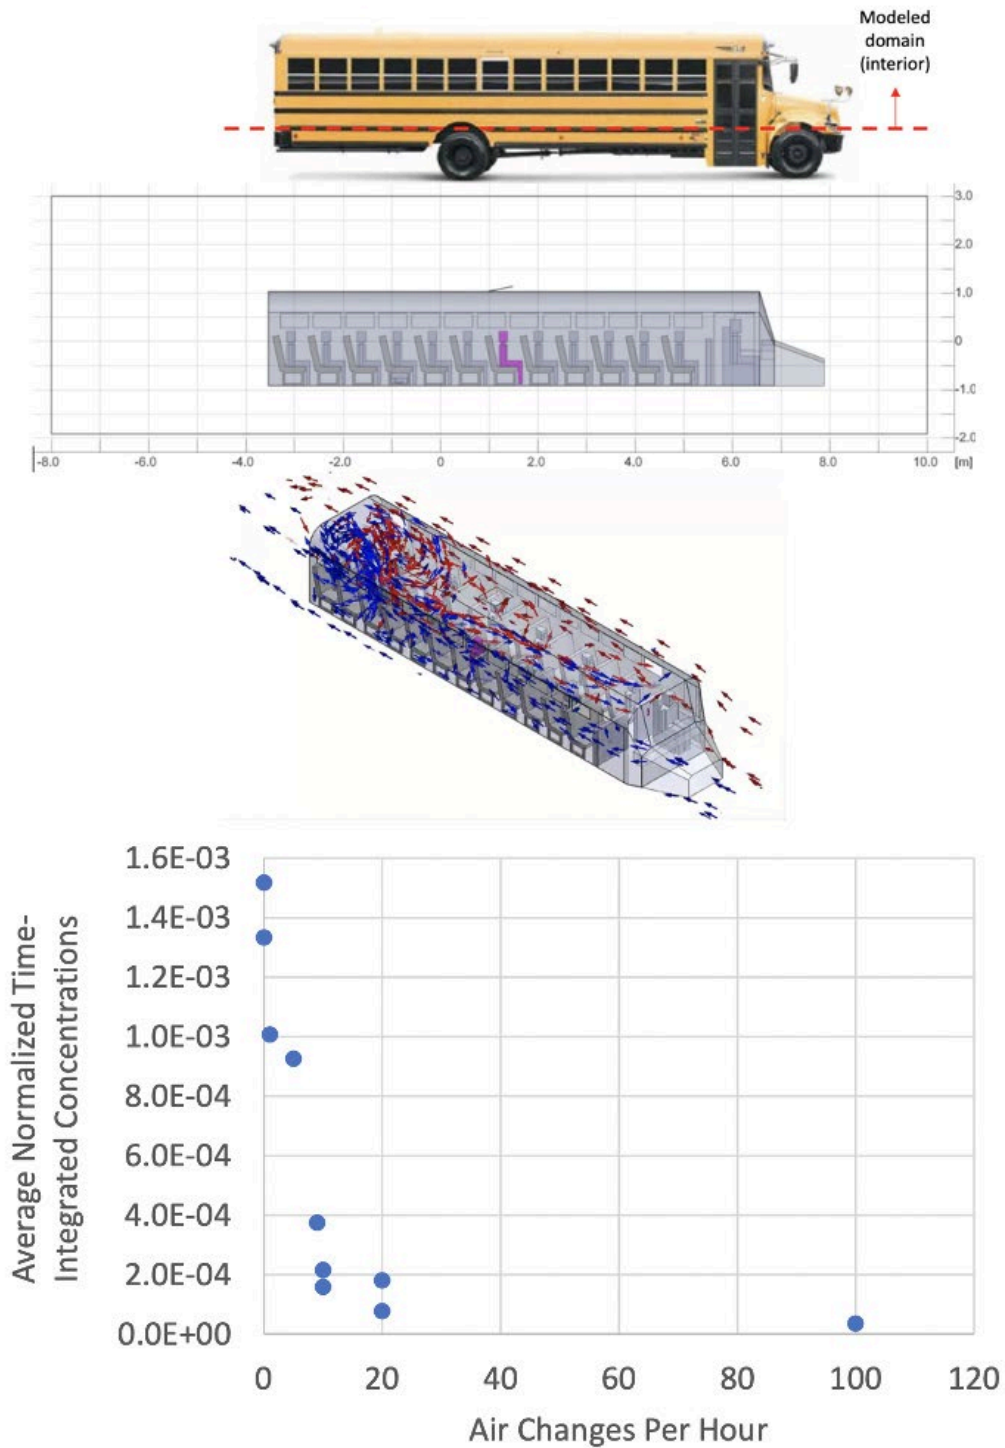 Modeled
domain
(interior)
3.0
2.0
1.0
0
-1.0
-2.0
-8.0 -6.0 -4.0 -2.0 0 2.0 4.0 6.0 8.0 10.0 [m]
Average Normalized Time-
Integrated Concentrations
1.6E-03
1.4E-03
1.2E-03
1.0E-03
8.0E-04
6.0E-04
4.0E-04
2.0E-04
0.0E+00
0 20 40 60 80 100 120
Air Changes Per Hour